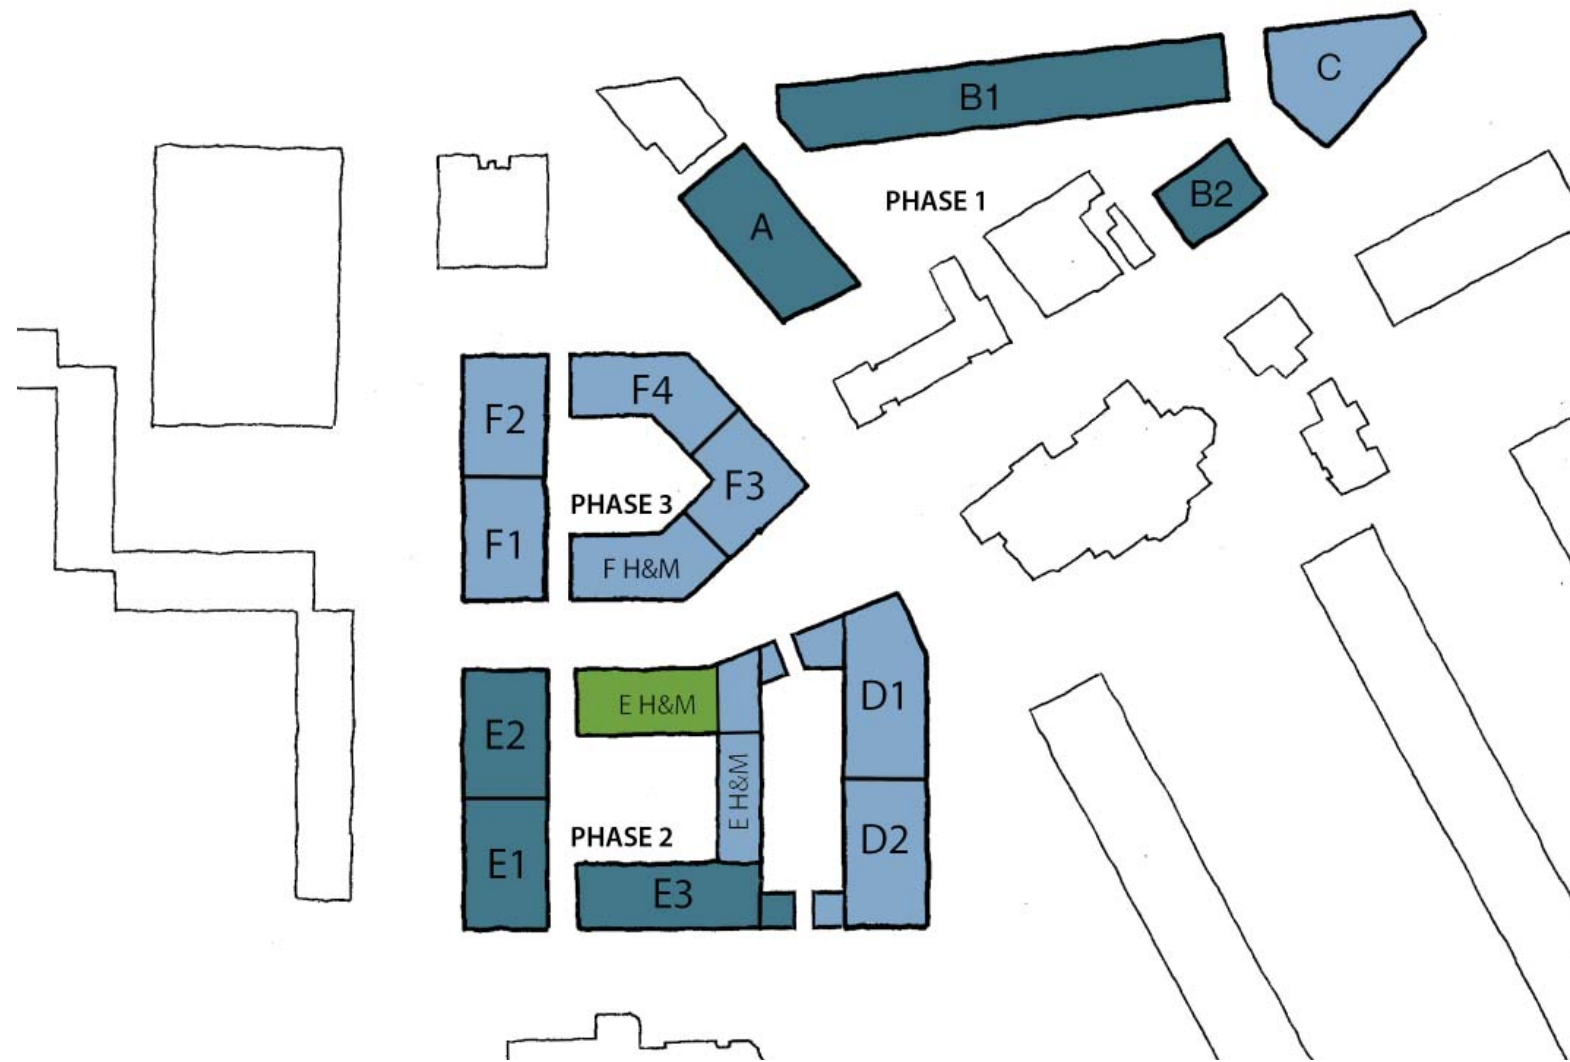 C
B1
B2
PHASE 1
A
F4
F2
F3
PHASE 3
F1
F H&M
E H&M
D1
E2
E H&M
PHASE 2
D2
E1
E3